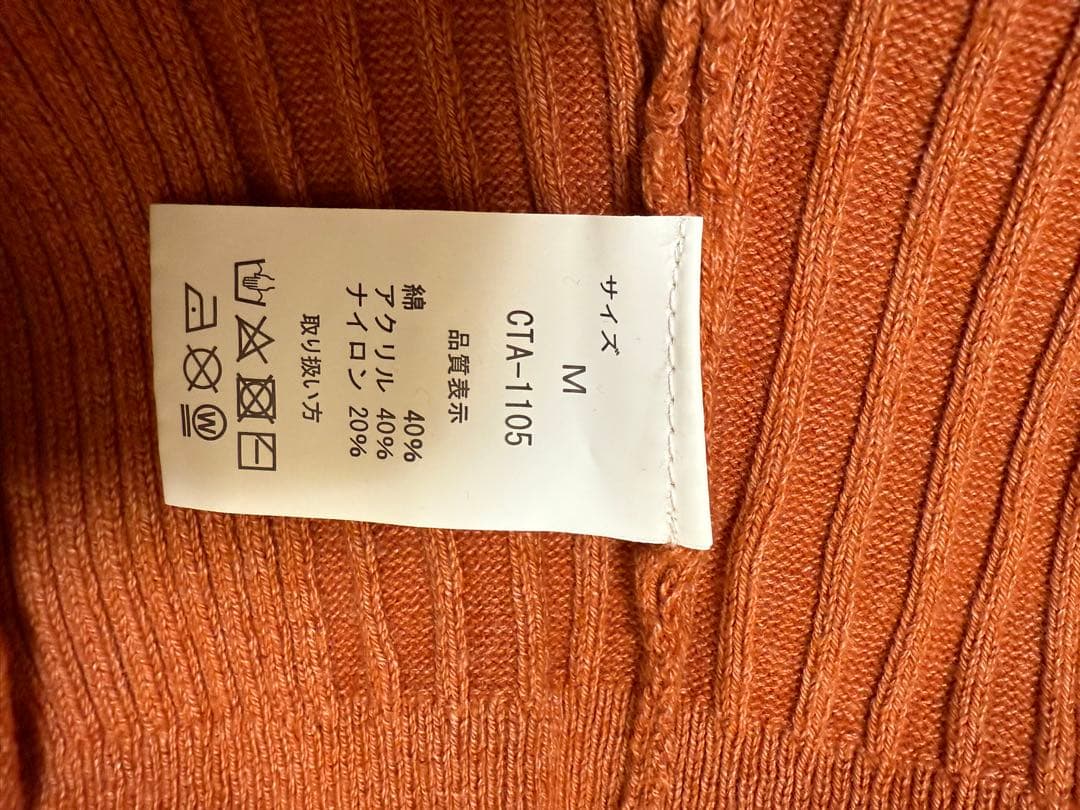 サイズ
M
CTA-1105
品質表示
綿 40%
アクリル 40%
ナイロン 20%
取り扱い方
W